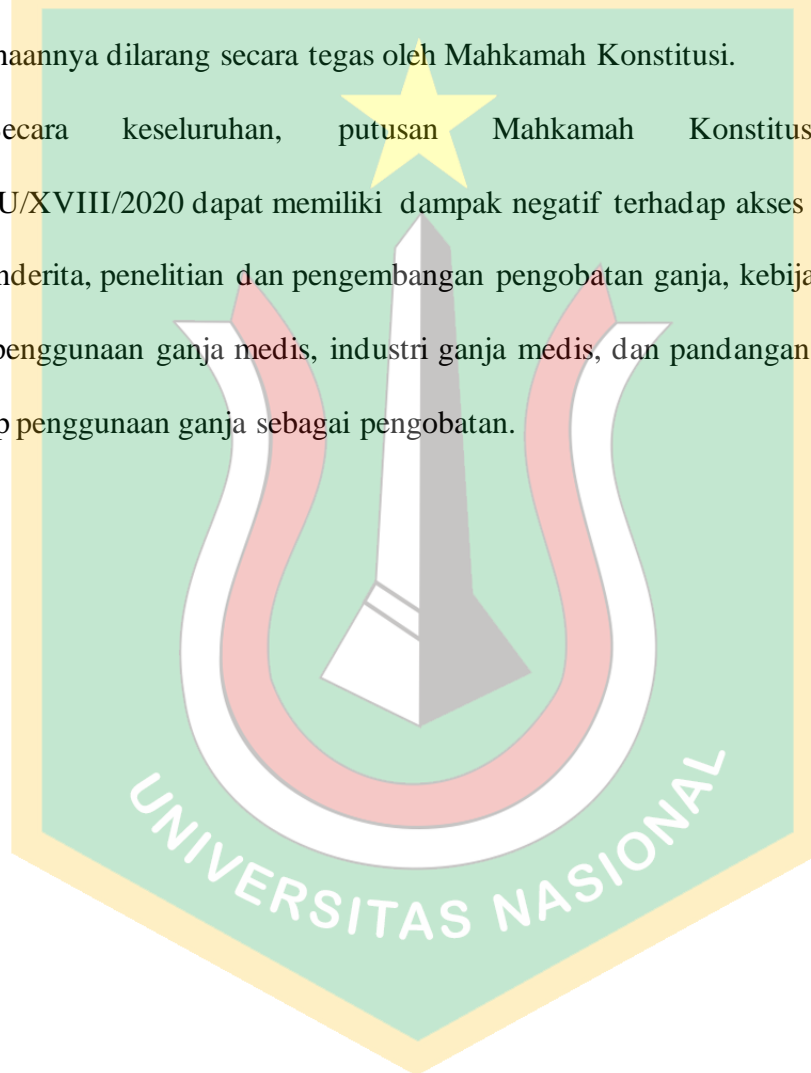 naannya dilarang secara tegas oleh Mahkamah Konstitusi.
ecara keseluruhan, putusan Mahkamah Konstitus
U/XVIII/2020 dapat memiliki dampak negatif terhadap akses
nderita, penelitian dan pengembangan pengobatan ganja, kebija
penggunaan ganja medis, industri ganja medis, dan pandangan
p penggunaan ganja sebagai pengobatan.
UNIVERSITAS NASIONAL